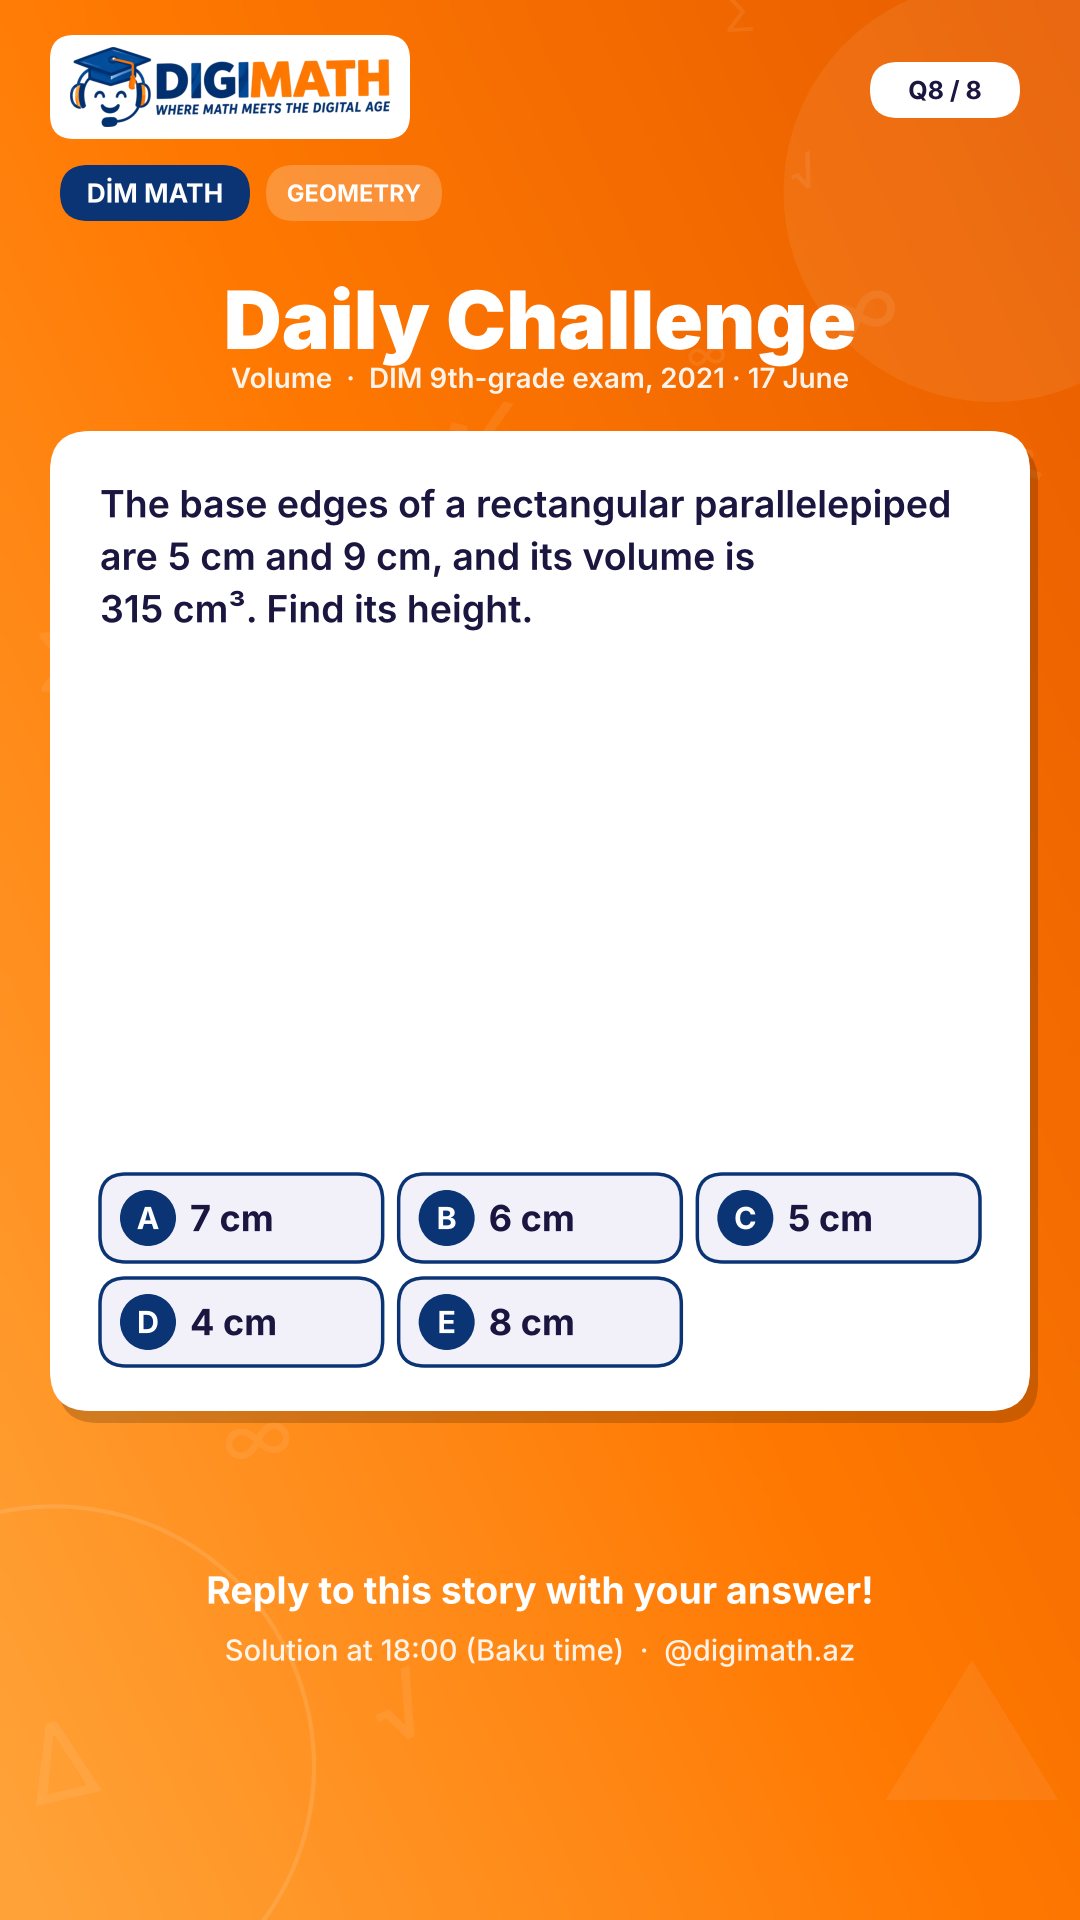 DIGIMATH
WHERE MATH MEETS THE DIGITAL AGE
Q8 / 8
DİM MATH
GEOMETRY
Daily Challenge
Volume · DİM 9th-grade exam, 2021 · 17 June
The base edges of a rectangular parallelepiped
are 5 cm and 9 cm, and its volume is
315 cm³. Find its height.
A 7 cm
B 6 cm
C 5 cm
D 4 cm
E 8 cm
Reply to this story with your answer!
Solution at 18:00 (Baku time) · @digimath.az